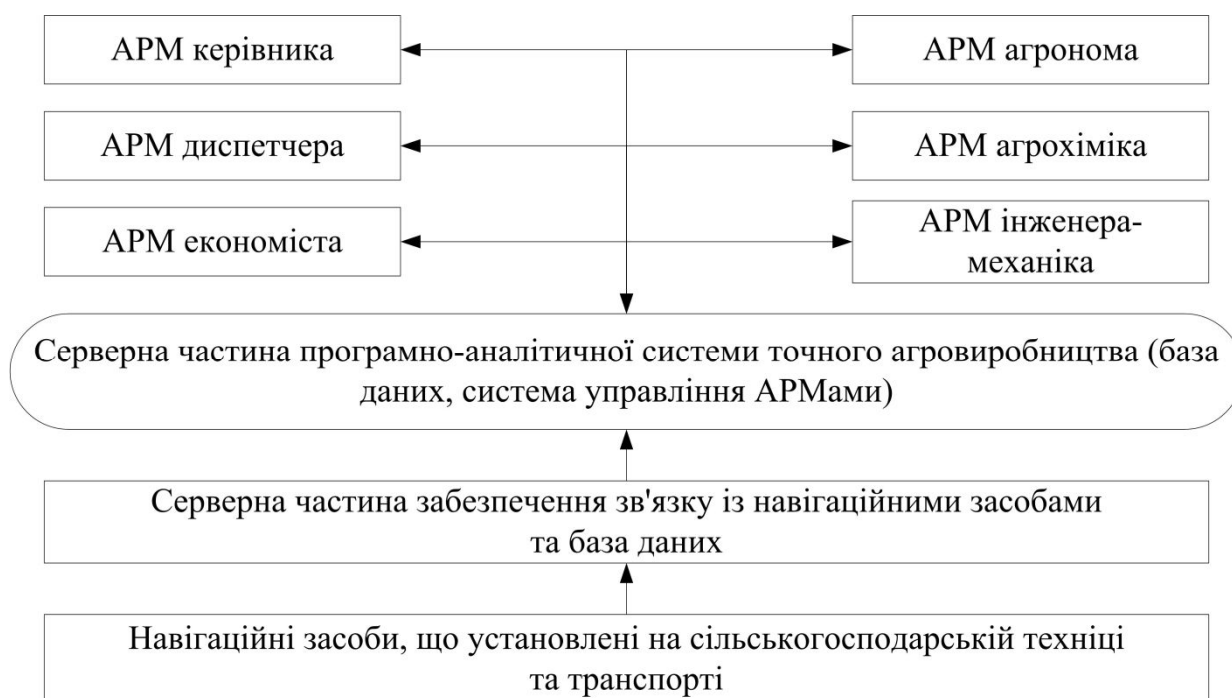 АРМ керівника
АРМ агронома
АРМ диспетчера
АРМ агрохіміка
АРМ економіста
АРМ інженера-
механіка
Серверна частина програмно-аналітичної системи точного агровиробництва (база
даних, система управління АРМами)
Серверна частина забезпечення зв'язку із навігаційними засобами
та база даних
Навігаційні засоби, що установлені на сільськогосподарській техніці
та транспорті